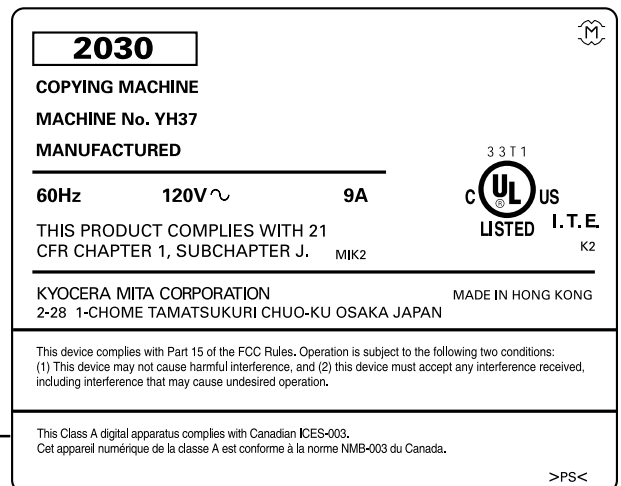 M
2030
COPYING MACHINE
MACHINE No. YH37
MANUFACTURED
33T1
60Hz 120V~ 9A
C UL ® US
LISTED I.T.E.
K2
THIS PRODUCT COMPLIES WITH 21
CFR CHAPTER 1, SUBCHAPTER J. MIK2
KYOCERA MITA CORPORATION MADE IN HONG KONG
2-28 1-CHOME TAMATSUKURI CHUO-KU OSAKA JAPAN
This device complies with Part 15 of the FCC Rules. Operation is subject to the following two conditions:
(1) This device may not cause harmful interference, and (2) this device must accept any interference received,
including interference that may cause undesired operation.
This Class A digital apparatus complies with Canadian ICES-003.
Cet appareil numérique de la classe A est conforme à la norme NMB-003 du Canada.
>PS<